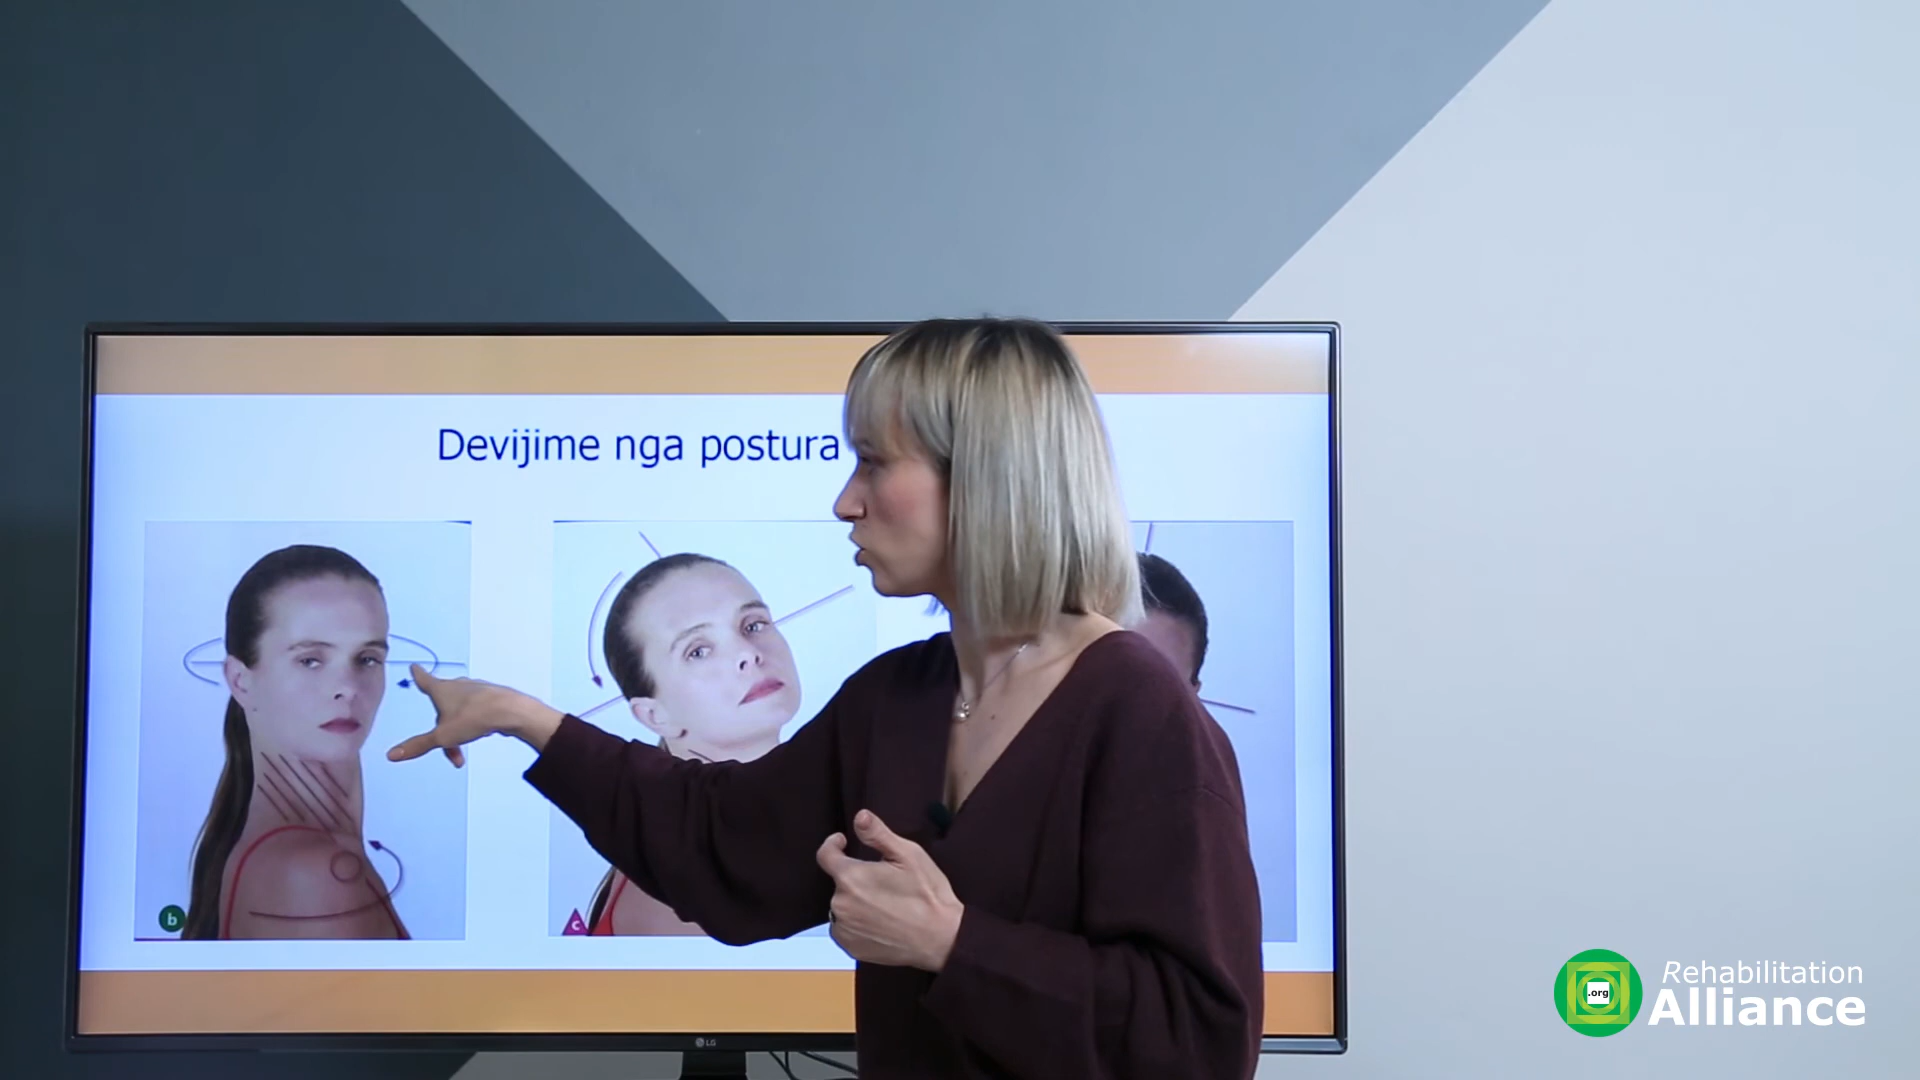 Devijime nga postura
b
c
LG
.org
Rehabilitation
Alliance